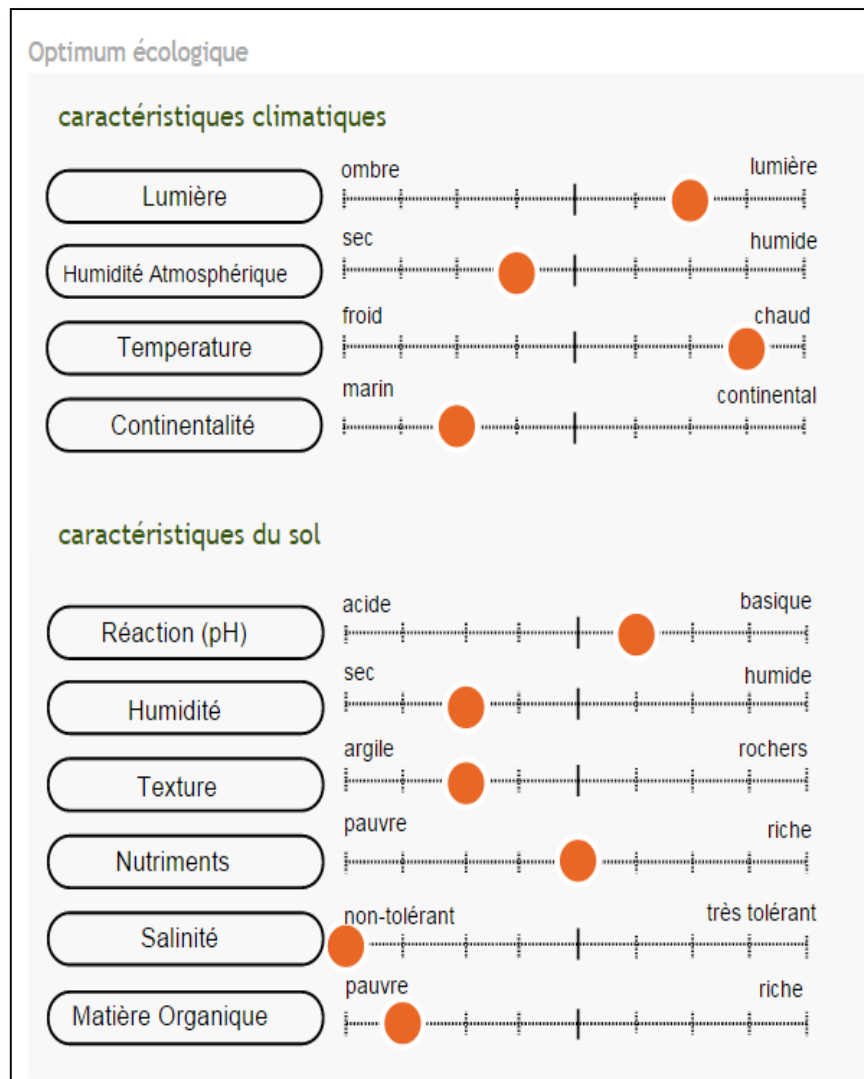 Optimum écologique
caractéristiques climatiques
ombre lumière
Lumière
sec humide
Humidité Atmosphérique
froid chaud
Temperature
marin continental
Continentalité
caractéristiques du sol
acide basique
Réaction (pH)
sec humide
Humidité
argile rochers
Texture
pauvre riche
Nutriments
non-tolérant très tolérant
Salinité
pauvre riche
Matière Organique